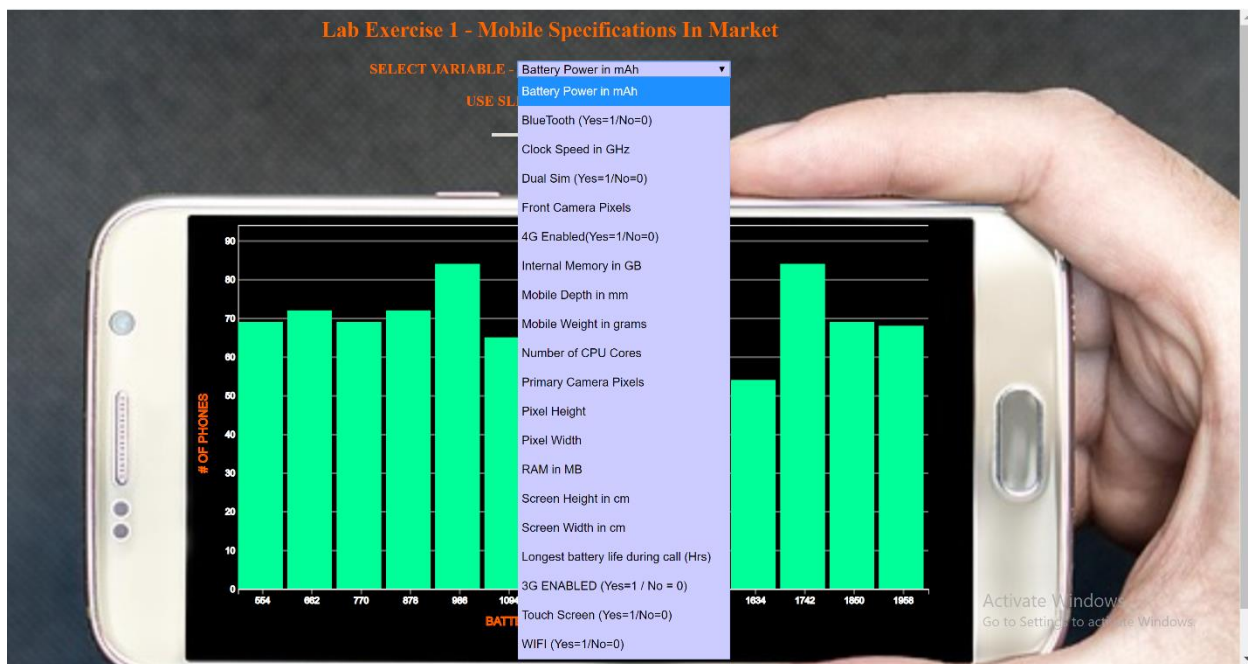 Lab Exercise 1 - Mobile Specifications In Market
SELECT VARIABLE - Battery Power in mAh
Battery Power in mAh
USE SL
BlueTooth (Yes=1/No=0)
Clock Speed in GHz
Dual Sim (Yes=1/No=0)
Front Camera Pixels
4G Enabled(Yes=1/No=0)
Internal Memory in GB
Mobile Depth in mm
Mobile Weight in grams
Number of CPU Cores
Primary Camera Pixels
Pixel Height
Pixel Width
RAM in MB
Screen Height in cm
Screen Width in cm
Longest battery life during call (Hrs)
3G ENABLED (Yes=1 / No = 0)
Touch Screen (Yes=1/No=0)
WIFI (Yes=1/No=0)
# OF PHONES
90
80
70
60
50
40
30
20
10
0
554 662 770 878 986 1094 1634 1742 1850 1958
BATT
Activate Windows
Go to Settings to activate Windows.